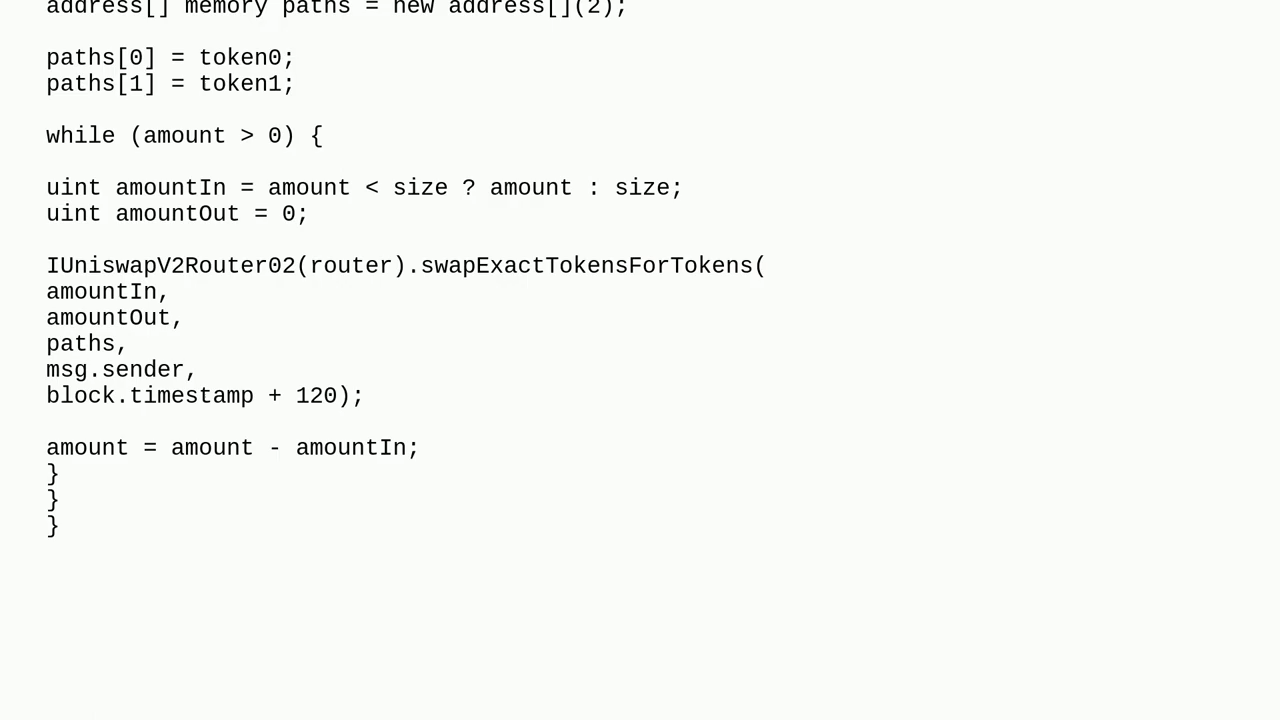 address[] memory paths = new address[](2);
paths[0] = token0;
paths[1] = token1;
while (amount > 0) {
uint amountIn = amount < size ? amount : size;
uint amountOut = 0;
IUniswapV2Router02(router).swapExactTokensForTokens(
amountIn,
amountOut,
paths,
msg.sender,
block.timestamp + 120);
amount = amount - amountIn;
}
}
}